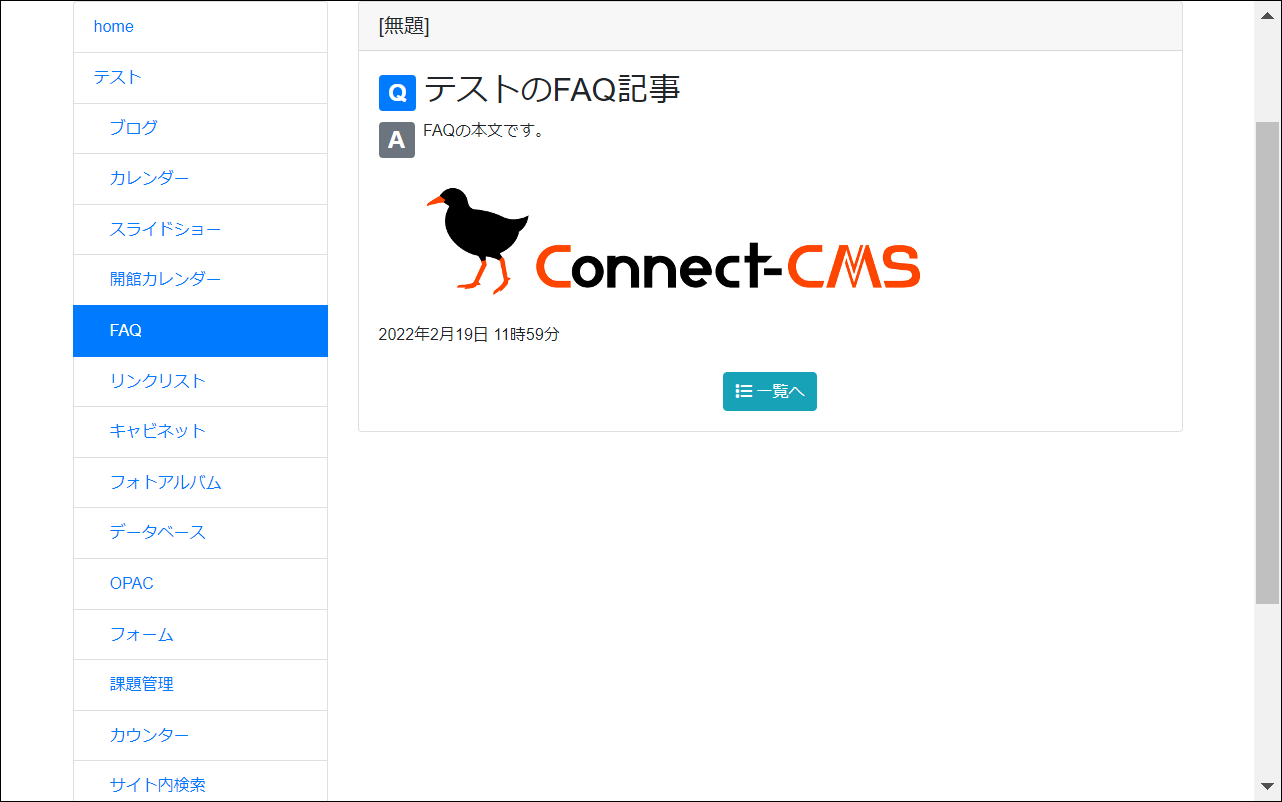 home
テスト
ブログ
カレンダー
スライドショー
開館カレンダー
FAQ
リンクリスト
キャビネット
フォトアルバム
データベース
OPAC
フォーム
課題管理
カウンター
サイト内検索
[無題]
Q テストのFAQ記事
A FAQの本文です。
Connect-CMS
2022年2月19日 11時59分
一覧へ